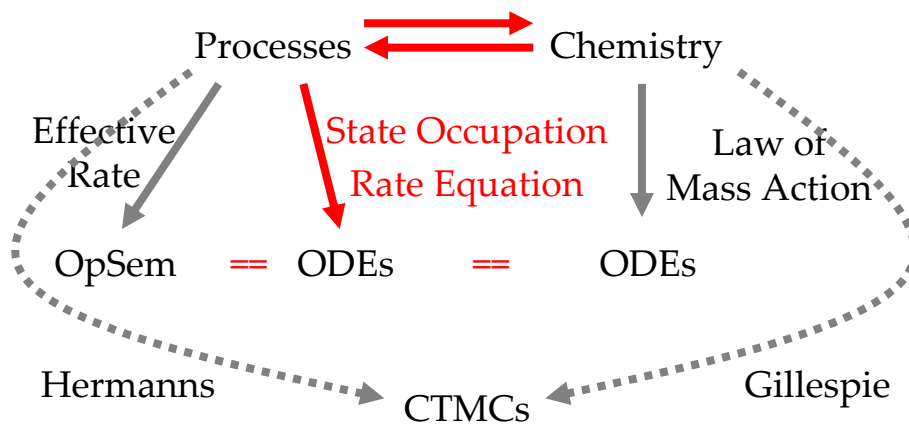 Processes Chemistry
Effective
Rate
State Occupation
Rate Equation
Law of
Mass Action
OpSem == ODEs == ODEs
Hermanns
Gillespie
CTMCs